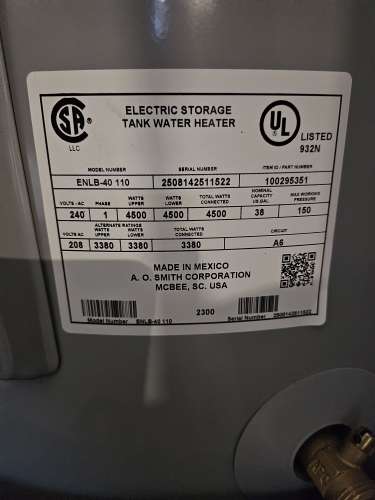 SA
LLC
ELECTRIC STORAGE
TANK WATER HEATER
UL
LISTED
932N
MODEL NUMBER SERIAL NUMBER ITEM ID / PART NUMBER
ENLB-40 110 2508142511522 100295351
VOLTS - AC PHASE WATTS UPPER WATTS LOWER TOTAL WATTS CONNECTED NOMINAL CAPACITY US GAL. MAX WORKING PRESSURE
240 1 4500 4500 4500 38 150
ALTERNATE RATINGS
VOLTS AC WATTS UPPER WATTS LOWER TOTAL WATTS CONNECTED CIRCUIT
208 3380 3380 3380 A6
MADE IN MEXICO
A. O. SMITH CORPORATION
MCBEE, SC. USA
2300
Model Number ENLB-40 110
Serial Number 2508142511522